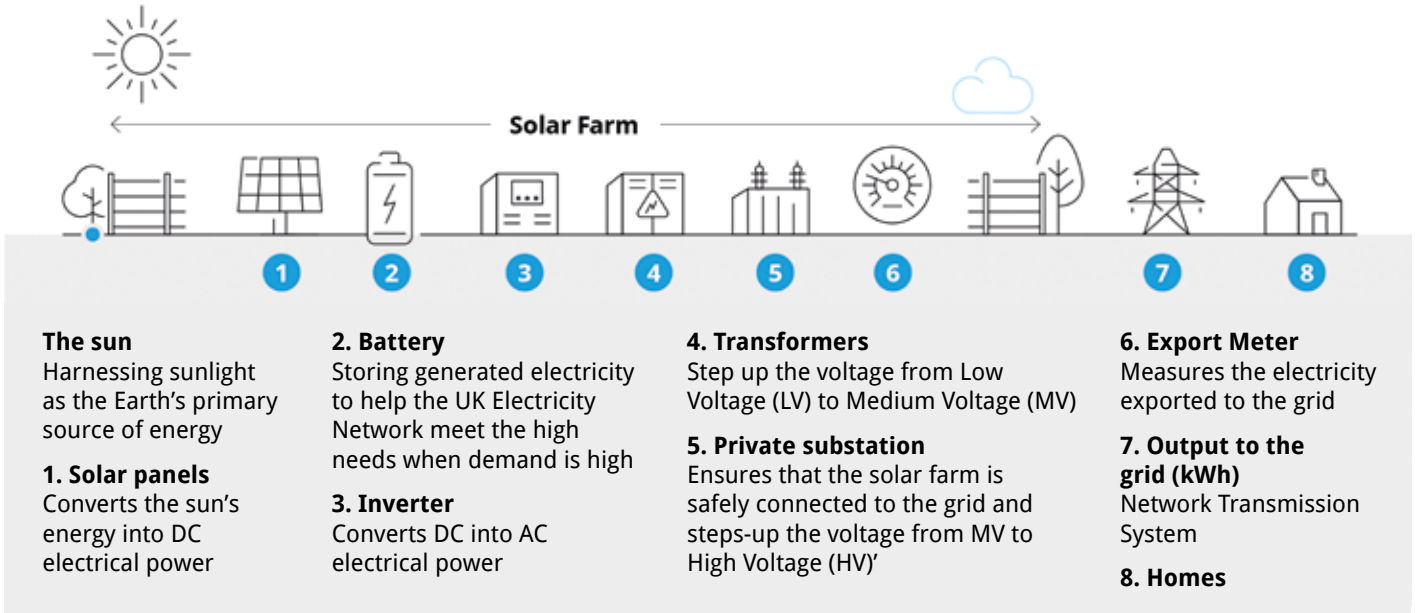 Solar Farm
1
2
3
4
5
6
7
8
The sun
Harnessing sunlight
as the Earth’s primary
source of energy
1. Solar panels
Converts the sun’s
energy into DC
electrical power
2. Battery
Storing generated electricity
to help the UK Electricity
Network meet the high
needs when demand is high
3. Inverter
Converts DC into AC
electrical power
4. Transformers
Step up the voltage from Low
Voltage (LV) to Medium Voltage (MV)
5. Private substation
Ensures that the solar farm is
safely connected to the grid and
steps-up the voltage from MV to
High Voltage (HV)’
6. Export Meter
Measures the electricity
exported to the grid
7. Output to the
grid (kWh)
Network Transmission
System
8. Homes